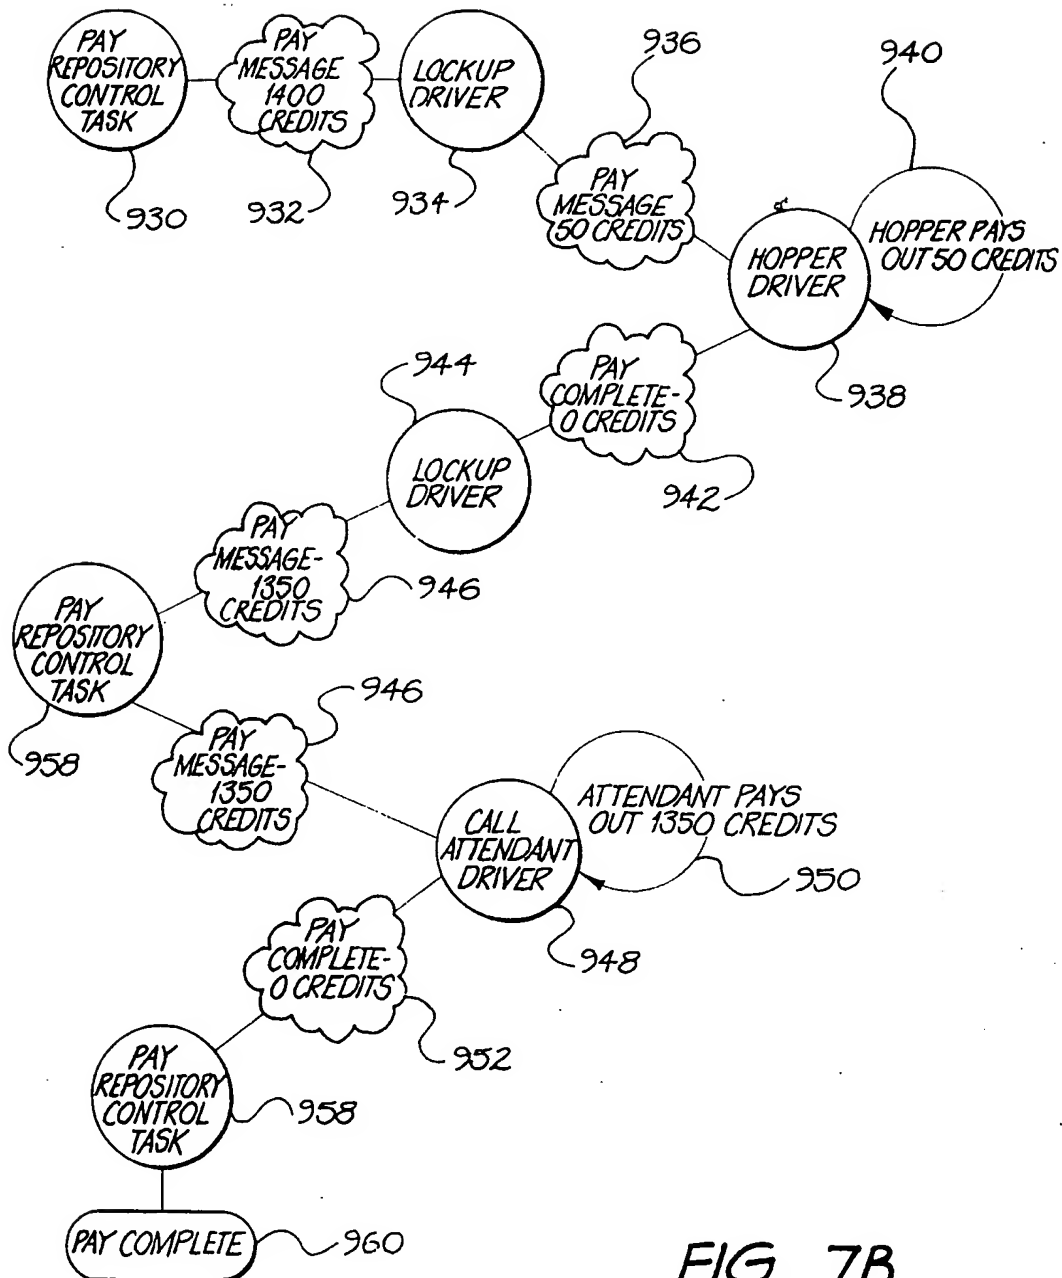 PAY
REPOSITORY
CONTROL
TASK
930
PAY
MESSAGE
1400
CREDITS
932
LOCKUP
DRIVER
934
936
PAY
MESSAGE
50 CREDITS
940
HOPPER PAYS
OUT 50 CREDITS
HOPPER
DRIVER
938
PAY
COMPLETE-
0 CREDITS
942
944
LOCKUP
DRIVER
PAY
MESSAGE-
1350
CREDITS
946
PAY
REPOSITORY
CONTROL
TASK
958
946
PAY
MESSAGE-
1350
CREDITS
CALL
ATTENDANT
DRIVER
948
ATTENDANT PAYS
OUT 1350 CREDITS
950
PAY
COMPLETE-
0 CREDITS
952
PAY
REPOSITORY
CONTROL
TASK
958
PAY COMPLETE
960
FIG. 7B